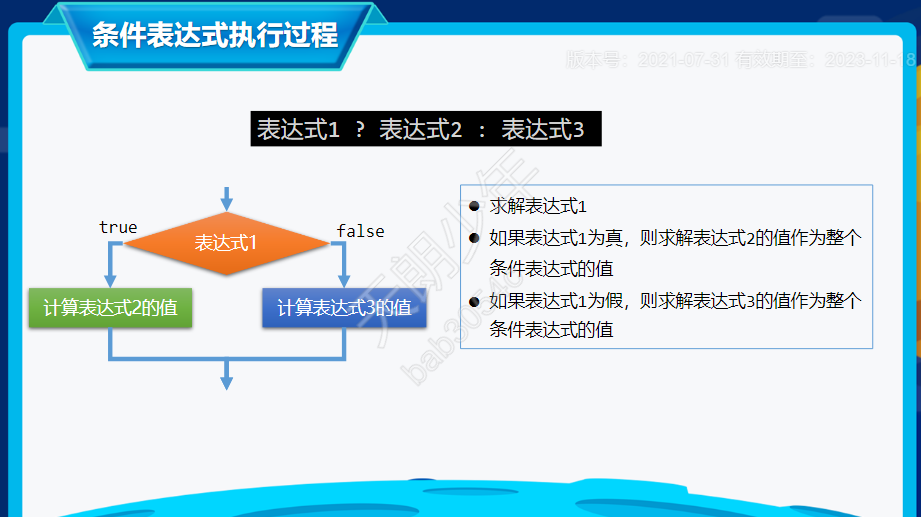 条件表达式执行过程
版本号：2021-07-31 有效期至：2023-11-18
表达式1 ? 表达式2 : 表达式3
true
表达式1
false
计算表达式2的值
计算表达式3的值
● 求解表达式1
● 如果表达式1为真，则求解表达式2的值作为整个
条件表达式的值
● 如果表达式1为假，则求解表达式3的值作为整个
条件表达式的值
天朗少年